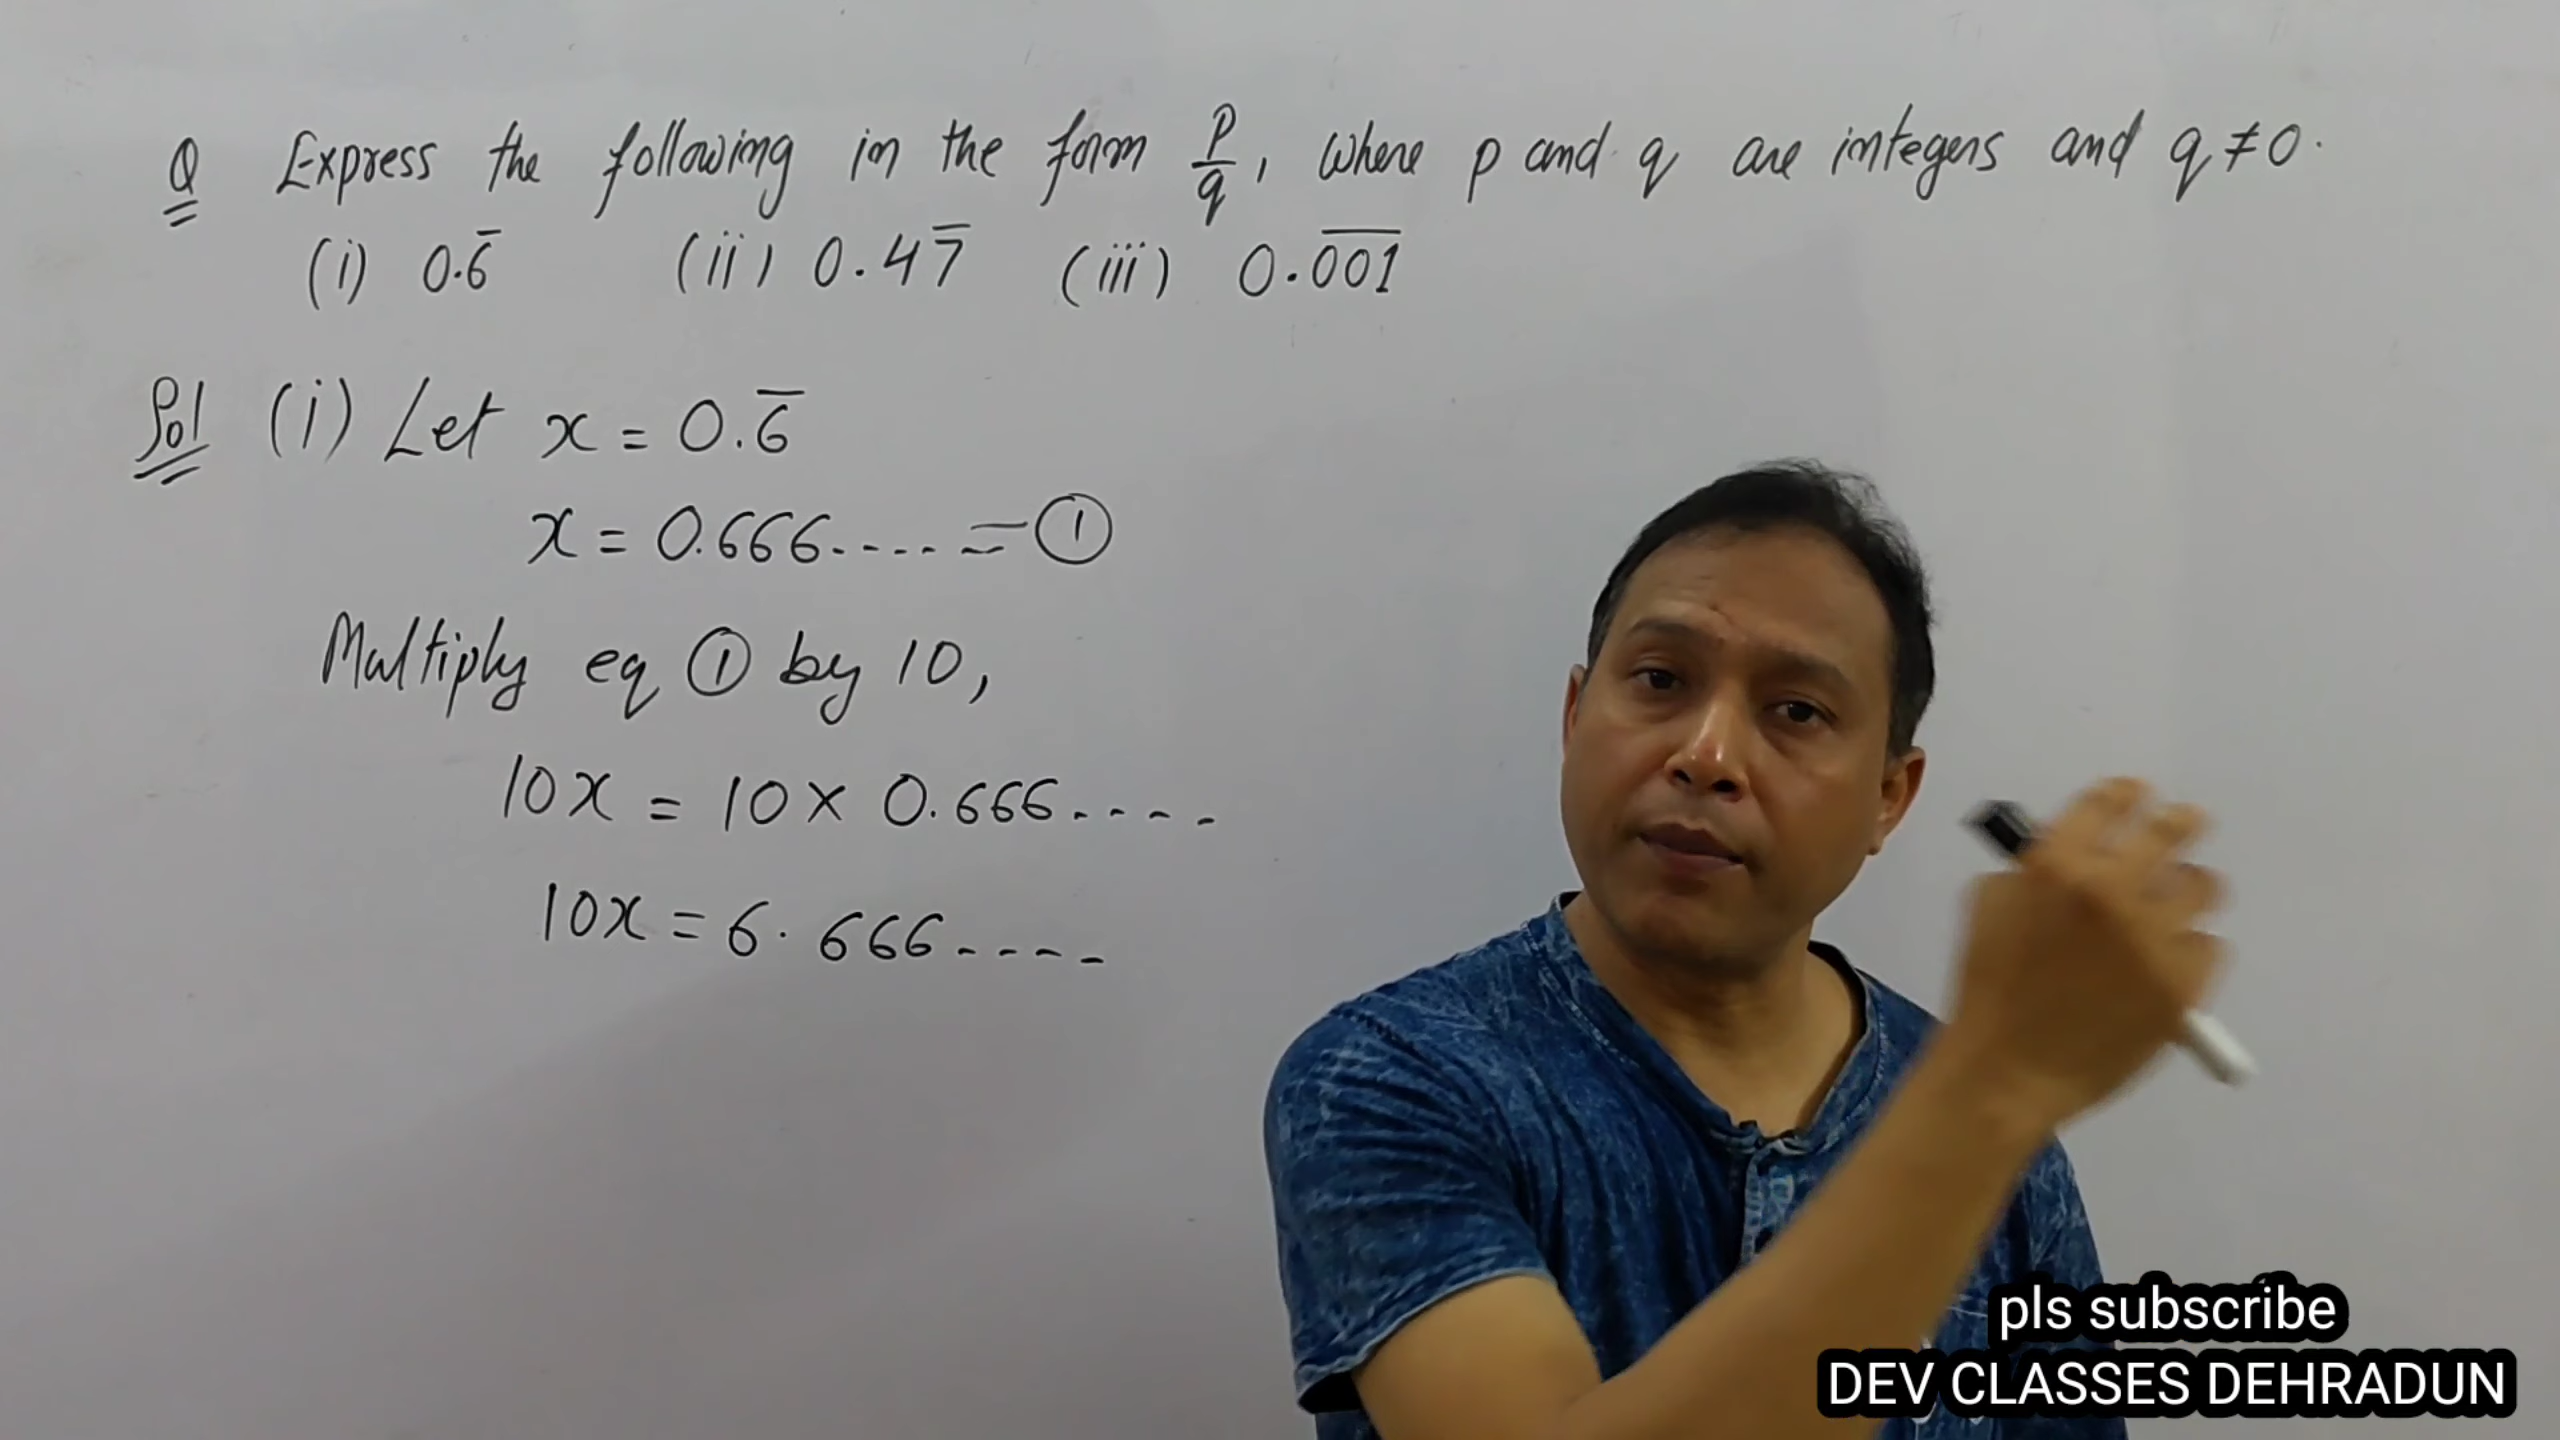 Q Express the following in the form p/q, where p and q are integers and q ≠ 0.
(i) 0.6̅ (ii) 0.47̅ (iii) 0.0̅0̅1̅
Sol (i) Let x = 0.6̅
x = 0.666.... — ①
Multiply eq ① by 10,
10x = 10 × 0.666....
10x = 6.666....
pls subscribe
DEV CLASSES DEHRADUN